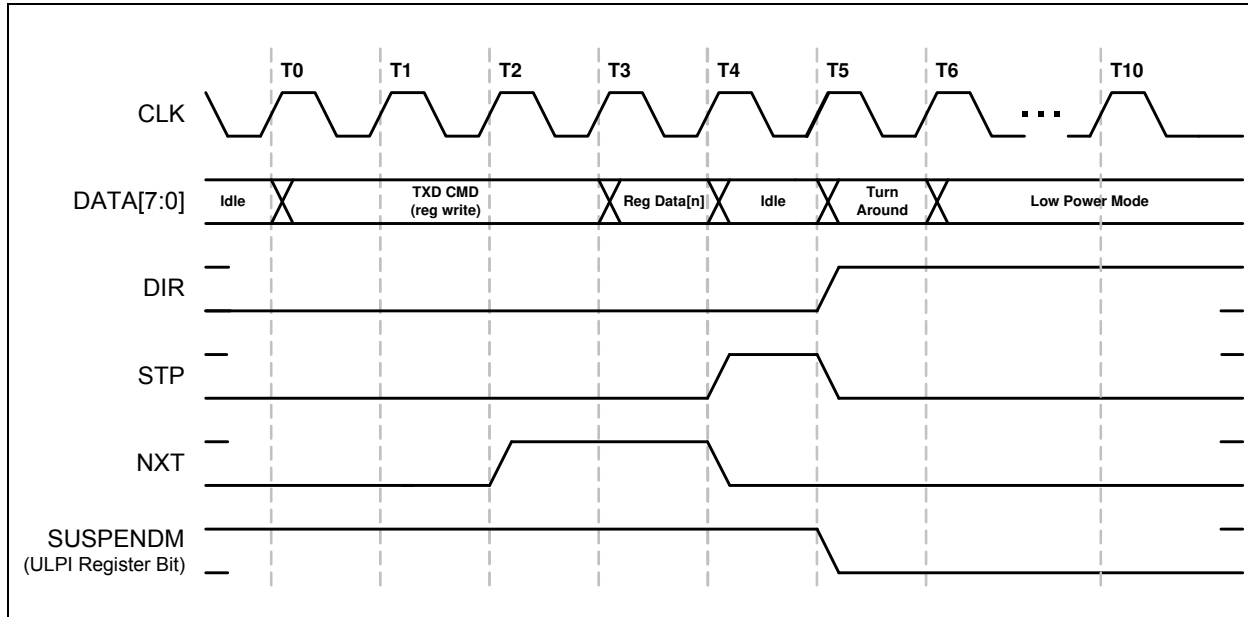 T0 T1 T2 T3 T4 T5 T6 T10
CLK
...
DATA[7:0] Idle TXD CMD Reg Data[n] Idle Turn Low Power Mode
(reg write) Around
DIR
STP
NXT
SUSPENDM
(ULPI Register Bit)